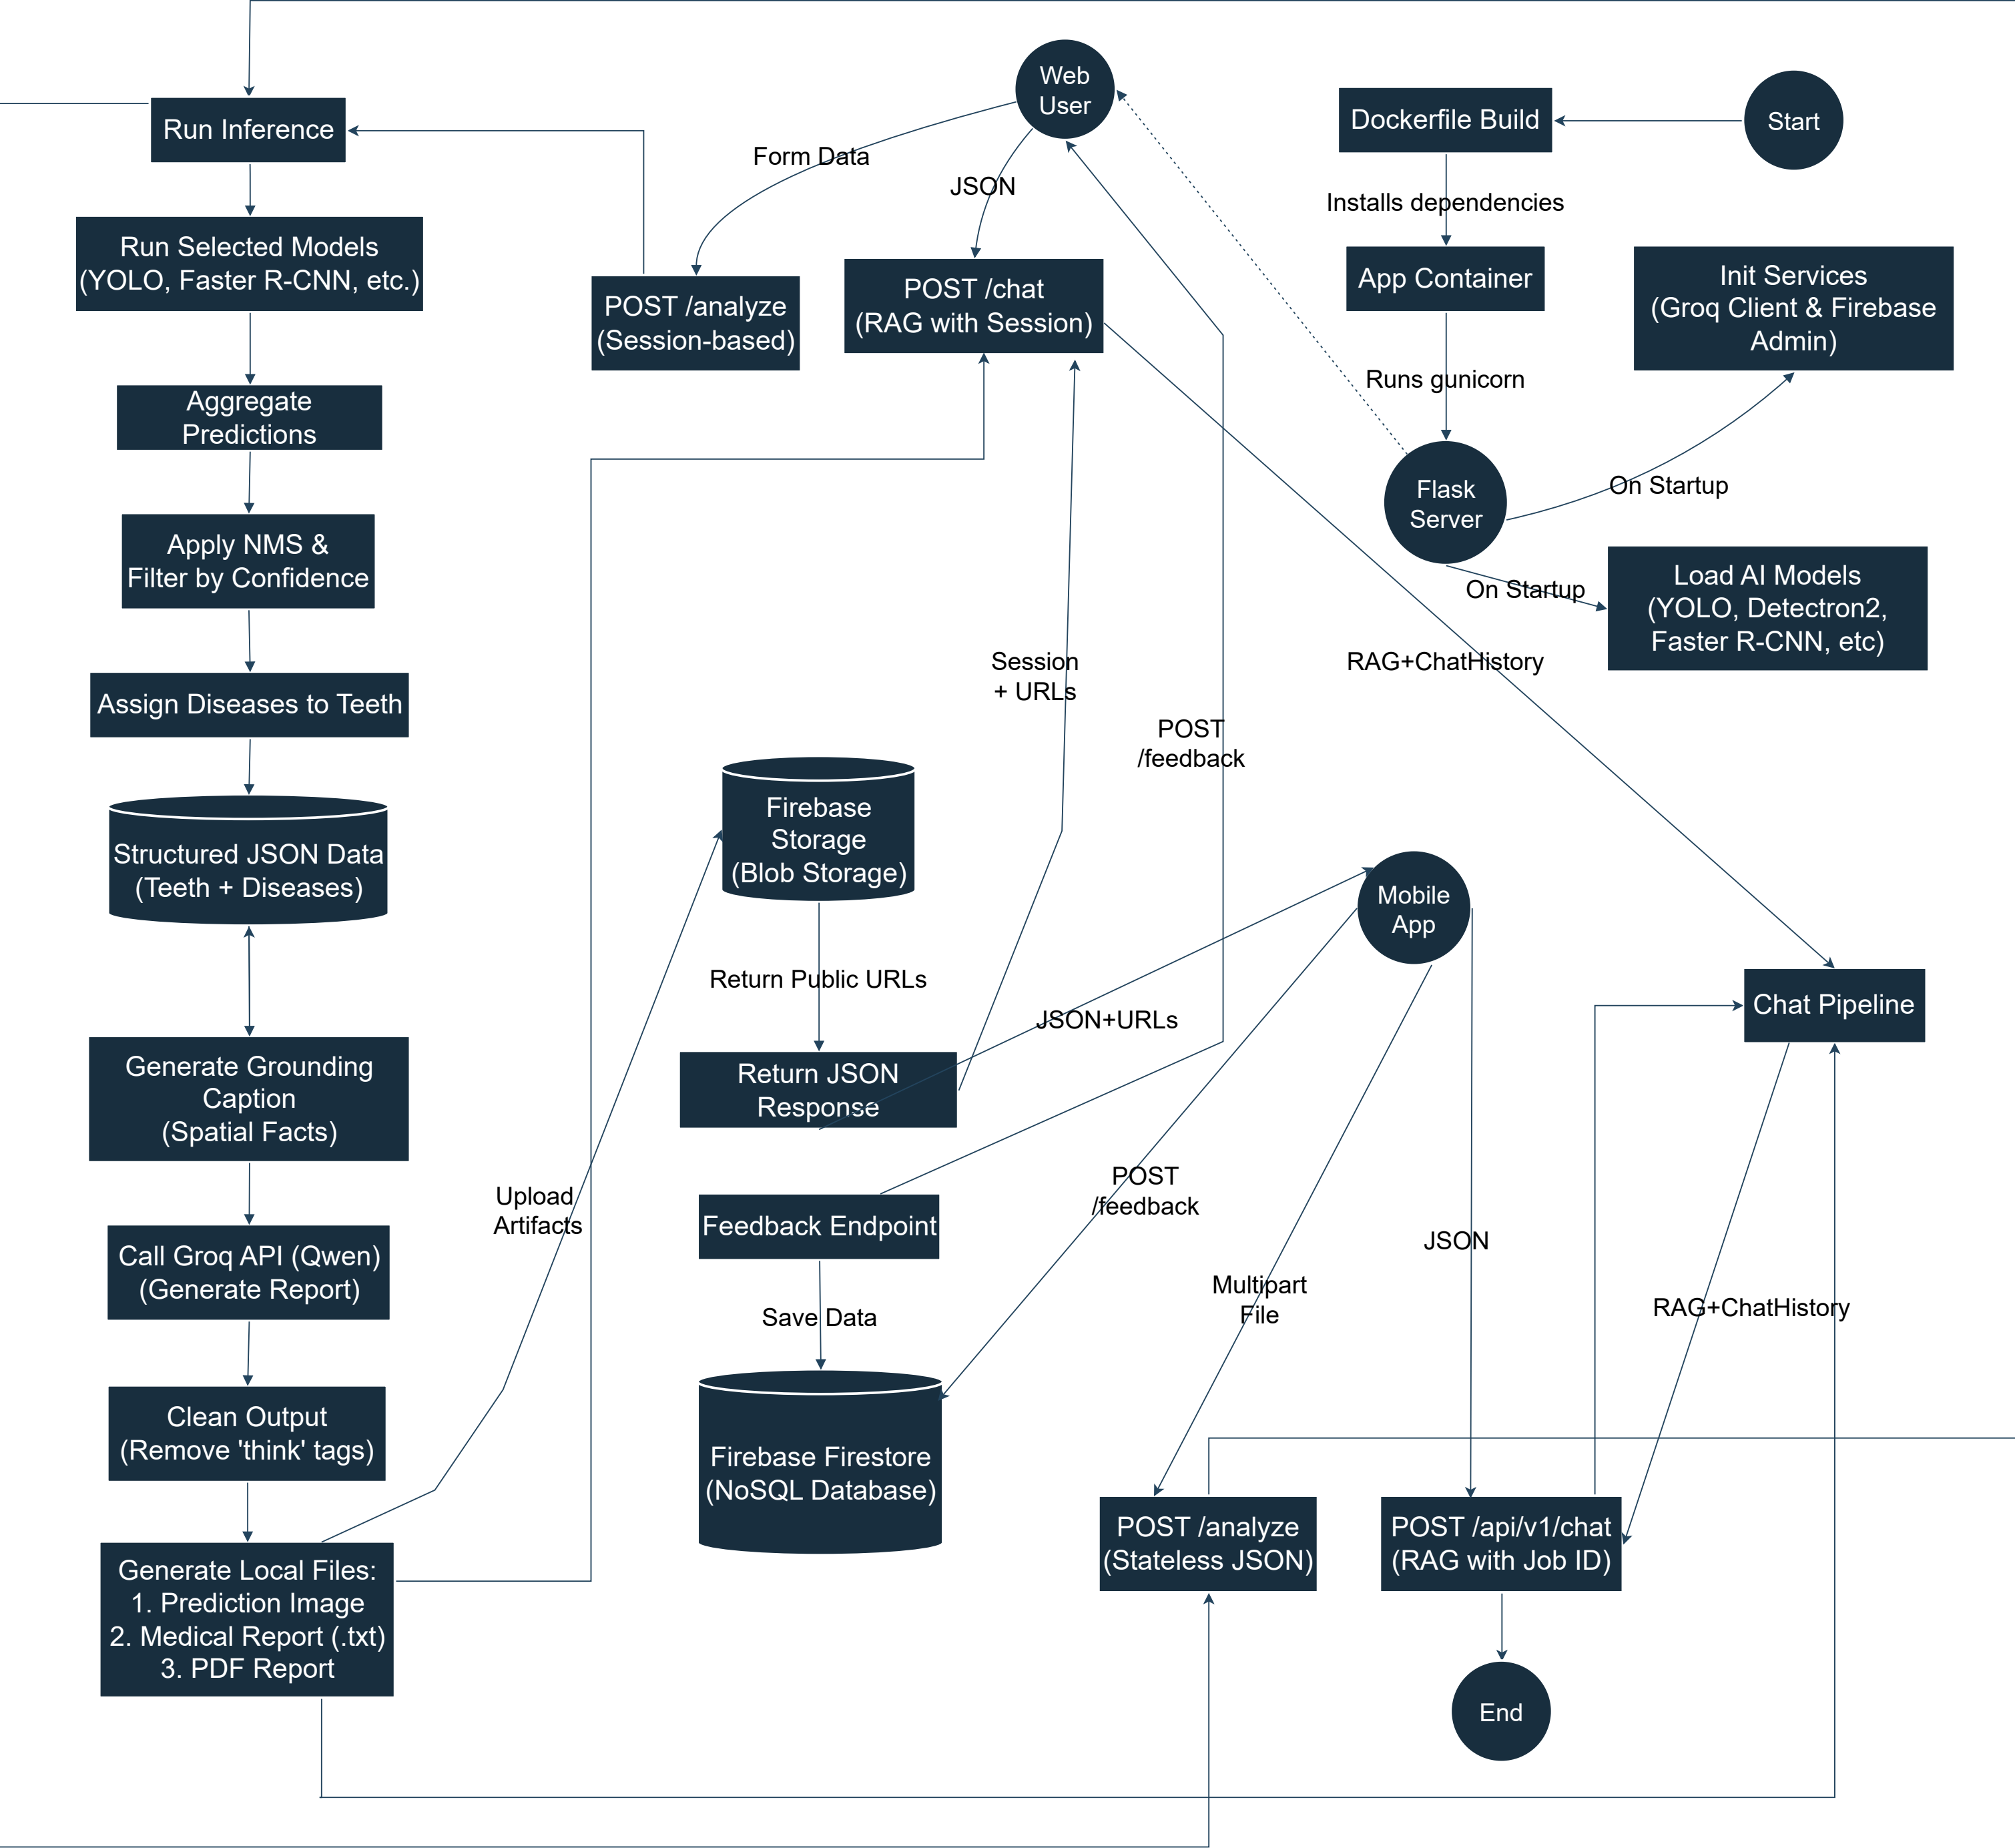 Web
User
Start
Dockerfile Build
Run Inference
Form Data
JSON
Installs dependencies
Run Selected Models
(YOLO, Faster R-CNN, etc.)
POST /analyze
(Session-based)
POST /chat
(RAG with Session)
App Container
Init Services
(Groq Client & Firebase
Admin)
Runs gunicorn
Aggregate
Predictions
Flask
Server
On Startup
Apply NMS &
Filter by Confidence
On Startup
Load AI Models
(YOLO, Detectron2,
Faster R-CNN, etc)
Session
+ URLs
RAG+ChatHistory
Assign Diseases to Teeth
POST
/feedback
Firebase
Storage
(Blob Storage)
Structured JSON Data
(Teeth + Diseases)
Mobile
App
Return Public URLs
JSON+URLs
Chat Pipeline
Generate Grounding
Caption
(Spatial Facts)
Return JSON
Response
Upload
Artifacts
POST
/feedback
Feedback Endpoint
JSON
Call Groq API (Qwen)
(Generate Report)
Save Data
Multipart
File
RAG+ChatHistory
Clean Output
(Remove 'think' tags)
Firebase Firestore
(NoSQL Database)
POST /analyze
(Stateless JSON)
POST /api/v1/chat
(RAG with Job ID)
Generate Local Files:
1. Prediction Image
2. Medical Report (.txt)
3. PDF Report
End